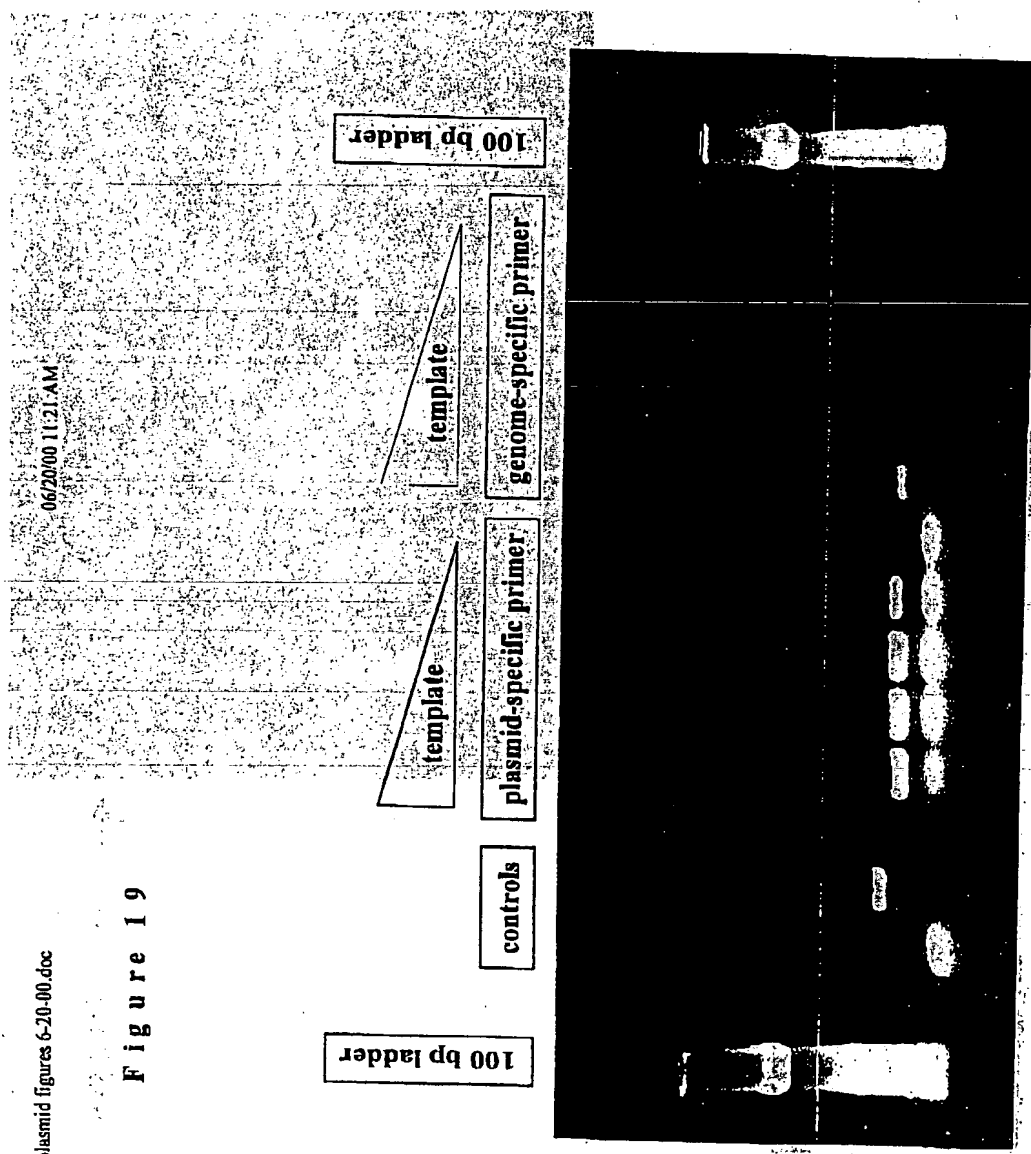 plasmid figures 6-20-00.doc
06/20/00 11:21 AM
Figure 19
100 bp ladder
controls
template
plasmid-specific primer
template
genome-specific primer
100 bp ladder